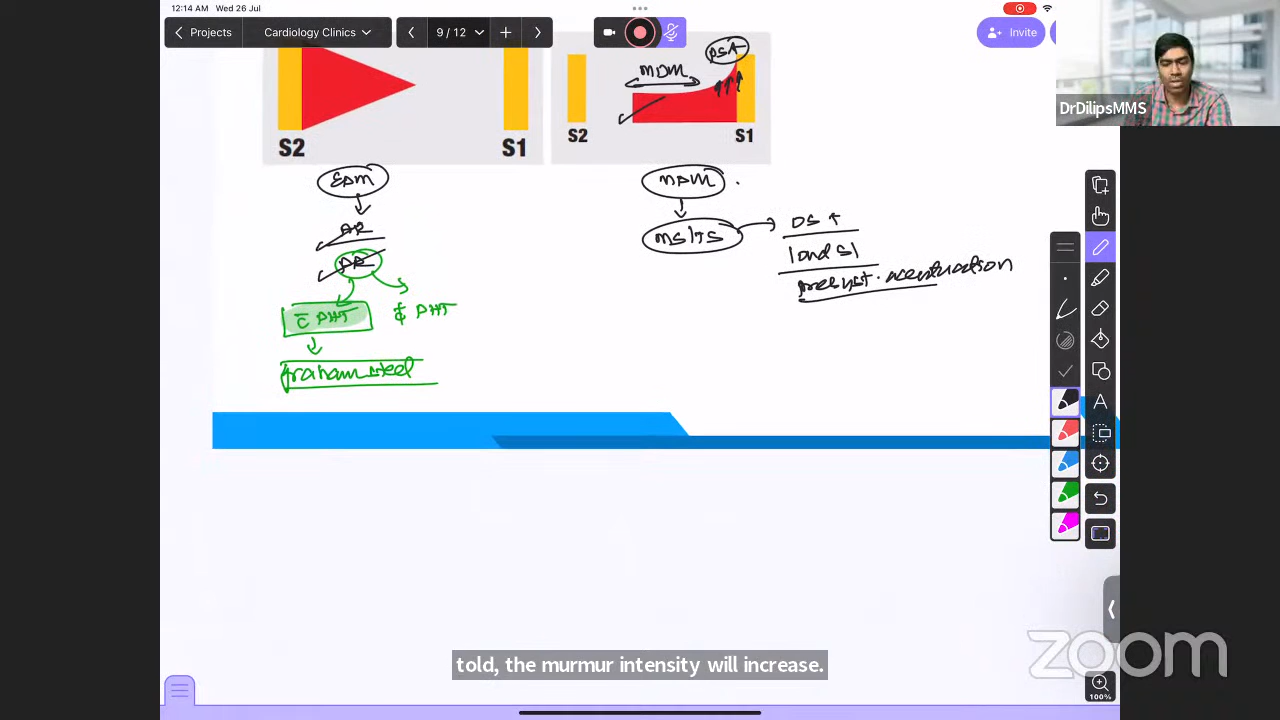 12:14 AM Wed 26 Jul
Projects
Cardiology Clinics
9 / 12
Invite
DrDilipsMMS
PSA
MDM
S2
S1
S2
S1
EDM
MDM
AR
PR
MS/TS
OS ↑
loud S1
presyst. accentuation
c̄ PHT
s̄ PHT
Graham steel
A
told, the murmur intensity will increase.
zoom
100%